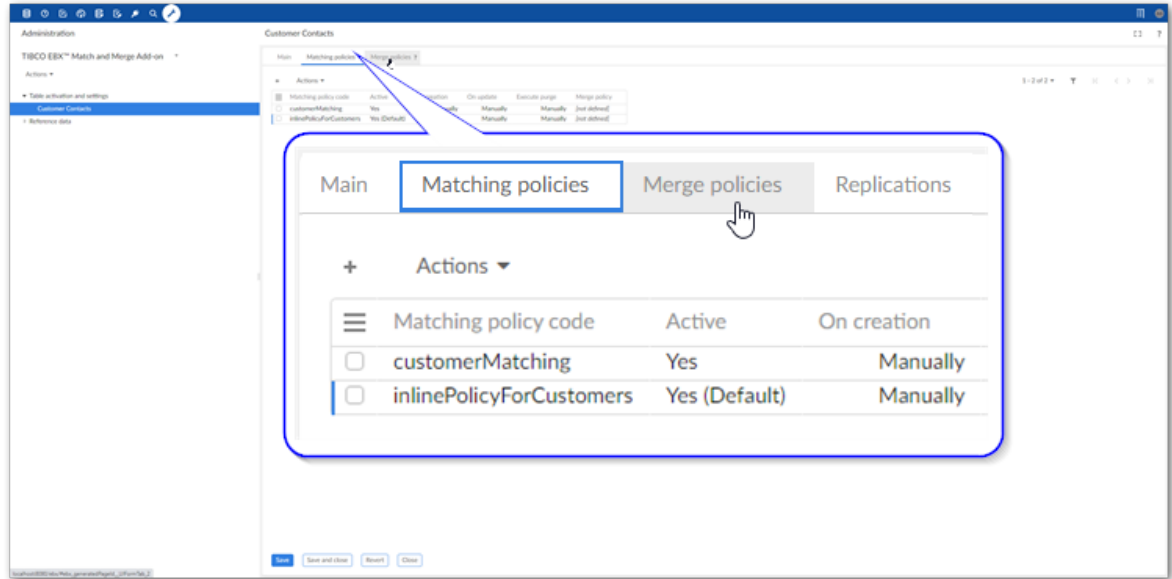 Administration
Customer Contacts
TIBCO EBX™ Match and Merge Add-on
Actions
Table activation and settings
Customer Contacts
Reference data
Main Matching policies Merge policies
Actions
1 - 2 of 2
Matching policy code Active On update Execute purge Merge policy
customerMatching Yes Manually Manually [not defined]
inlinePolicyForCustomers Yes (Default) Manually Manually [not defined]
Main Matching policies Merge policies Replications
+ Actions
Matching policy code Active On creation
customerMatching Yes Manually
inlinePolicyForCustomers Yes (Default) Manually
Save Save and close Revert Close